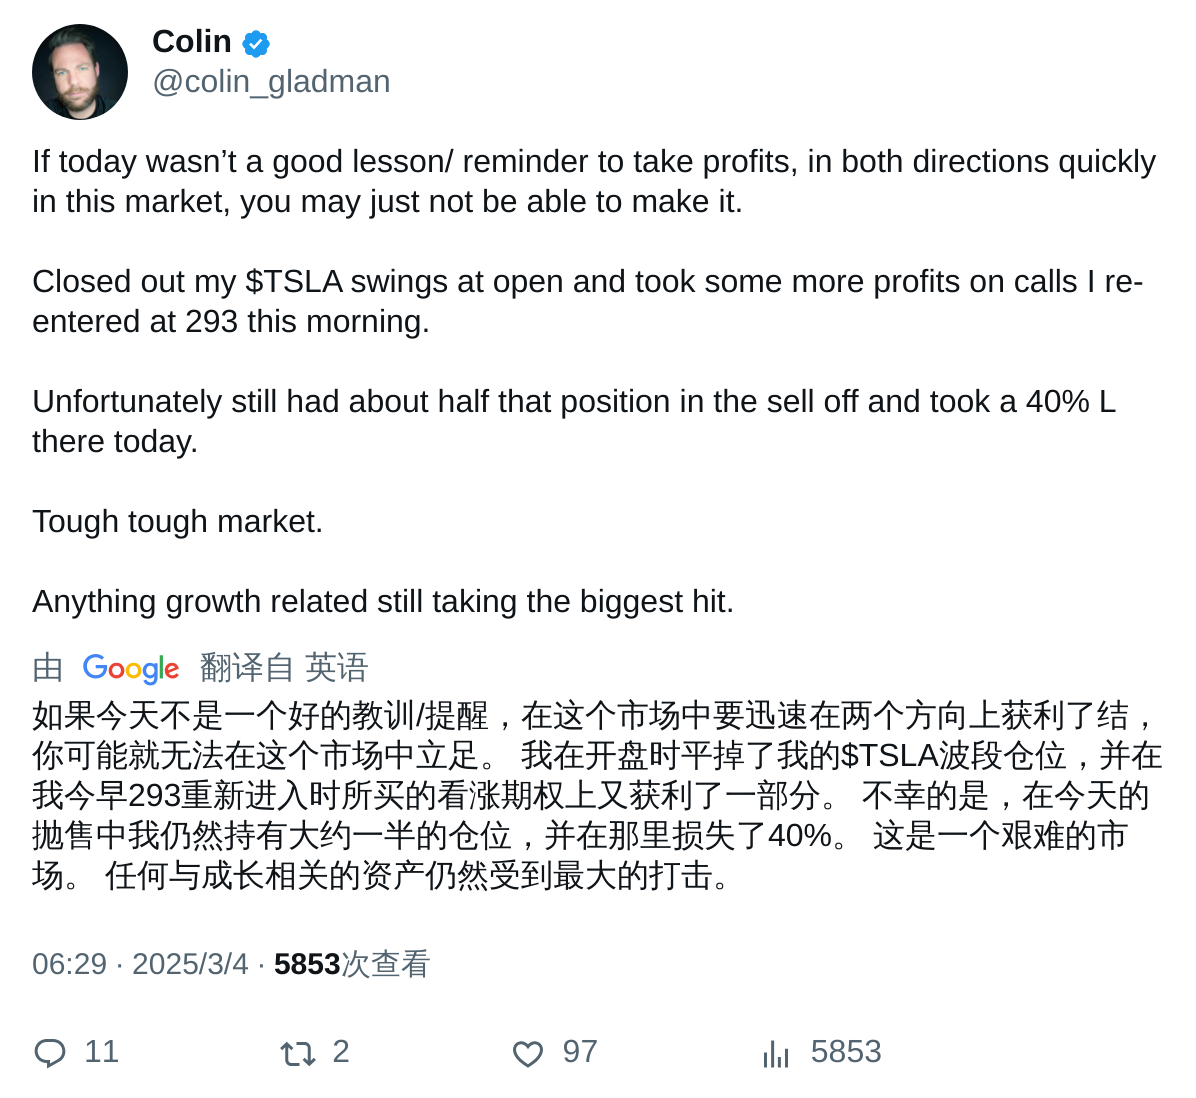 Colin
@colin_gladman
If today wasn’t a good lesson/ reminder to take profits, in both directions quickly
in this market, you may just not be able to make it.
Closed out my $TSLA swings at open and took some more profits on calls I re-
entered at 293 this morning.
Unfortunately still had about half that position in the sell off and took a 40% L
there today.
Tough tough market.
Anything growth related still taking the biggest hit.
由 Google 翻译自 英语
如果今天不是一个好的教训/提醒，在这个市场中要迅速在两个方向上获利了结，
你可能就无法在这个市场中立足。 我在开盘时平掉了我的$TSLA波段仓位，并在
我今早293重新进入时所买的看涨期权上又获利了一部分。 不幸的是，在今天的
抛售中我仍然持有大约一半的仓位，并在那里损失了40%。 这是一个艰难的市
场。 任何与成长相关的资产仍然受到最大的打击。
06:29 · 2025/3/4 · 5853次查看
11 2 97 5853